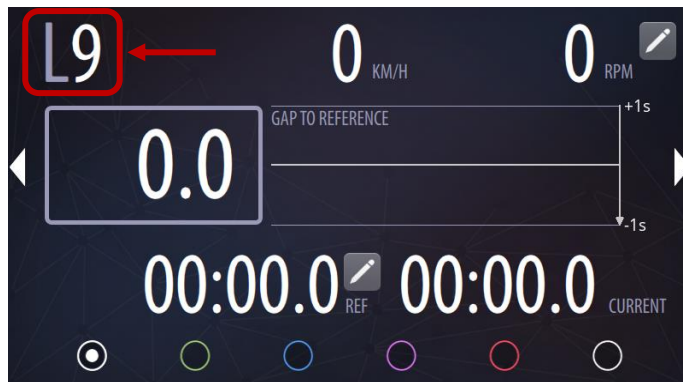 L9 0 KM/H 0 RPM
GAP TO REFERENCE +1s
0.0
-1s
00:00.0 REF 00:00.0 CURRENT